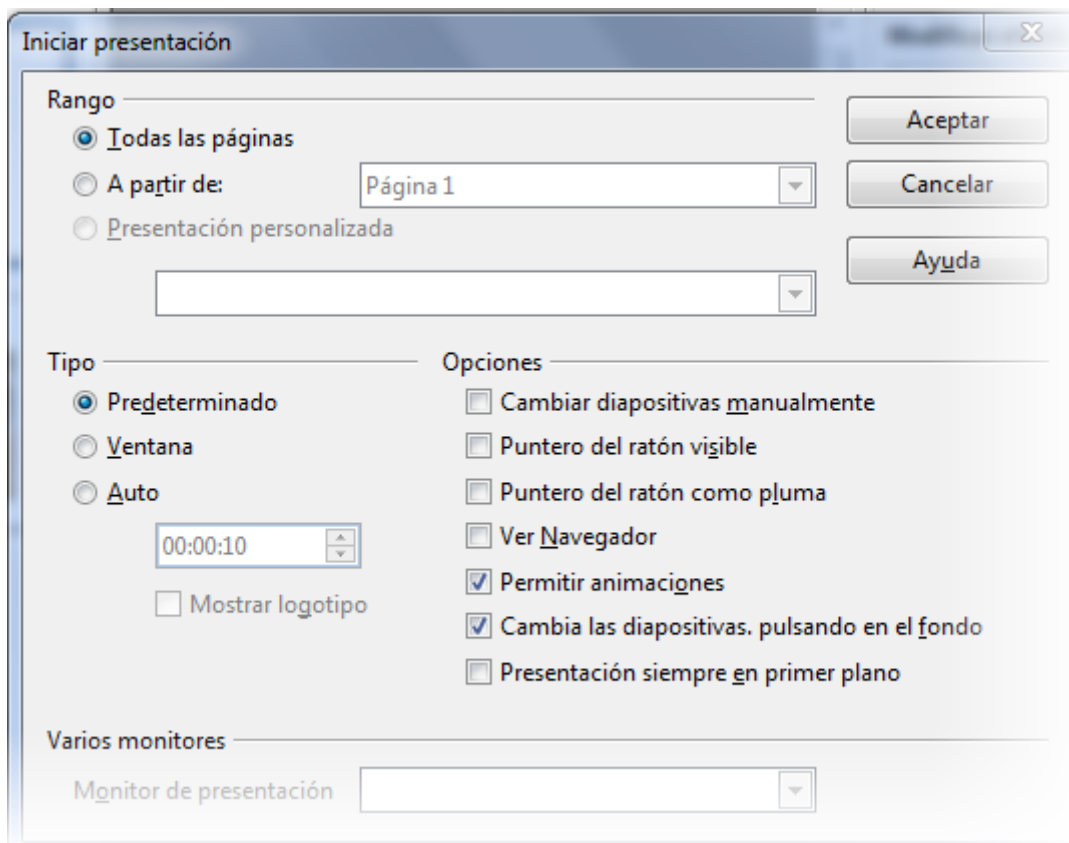 Iniciar presentación
Rango
Todas las páginas
A partir de:
Página 1
Presentación personalizada
Aceptar
Cancelar
Ayuda
Tipo
Predeterminado
Ventana
Auto
00:00:10
Mostrar logotipo
Opciones
Cambiar diapositivas manualmente
Puntero del ratón visible
Puntero del ratón como pluma
Ver Navegador
Permitir animaciones
Cambia las diapositivas. pulsando en el fondo
Presentación siempre en primer plano
Varios monitores
Monitor de presentación